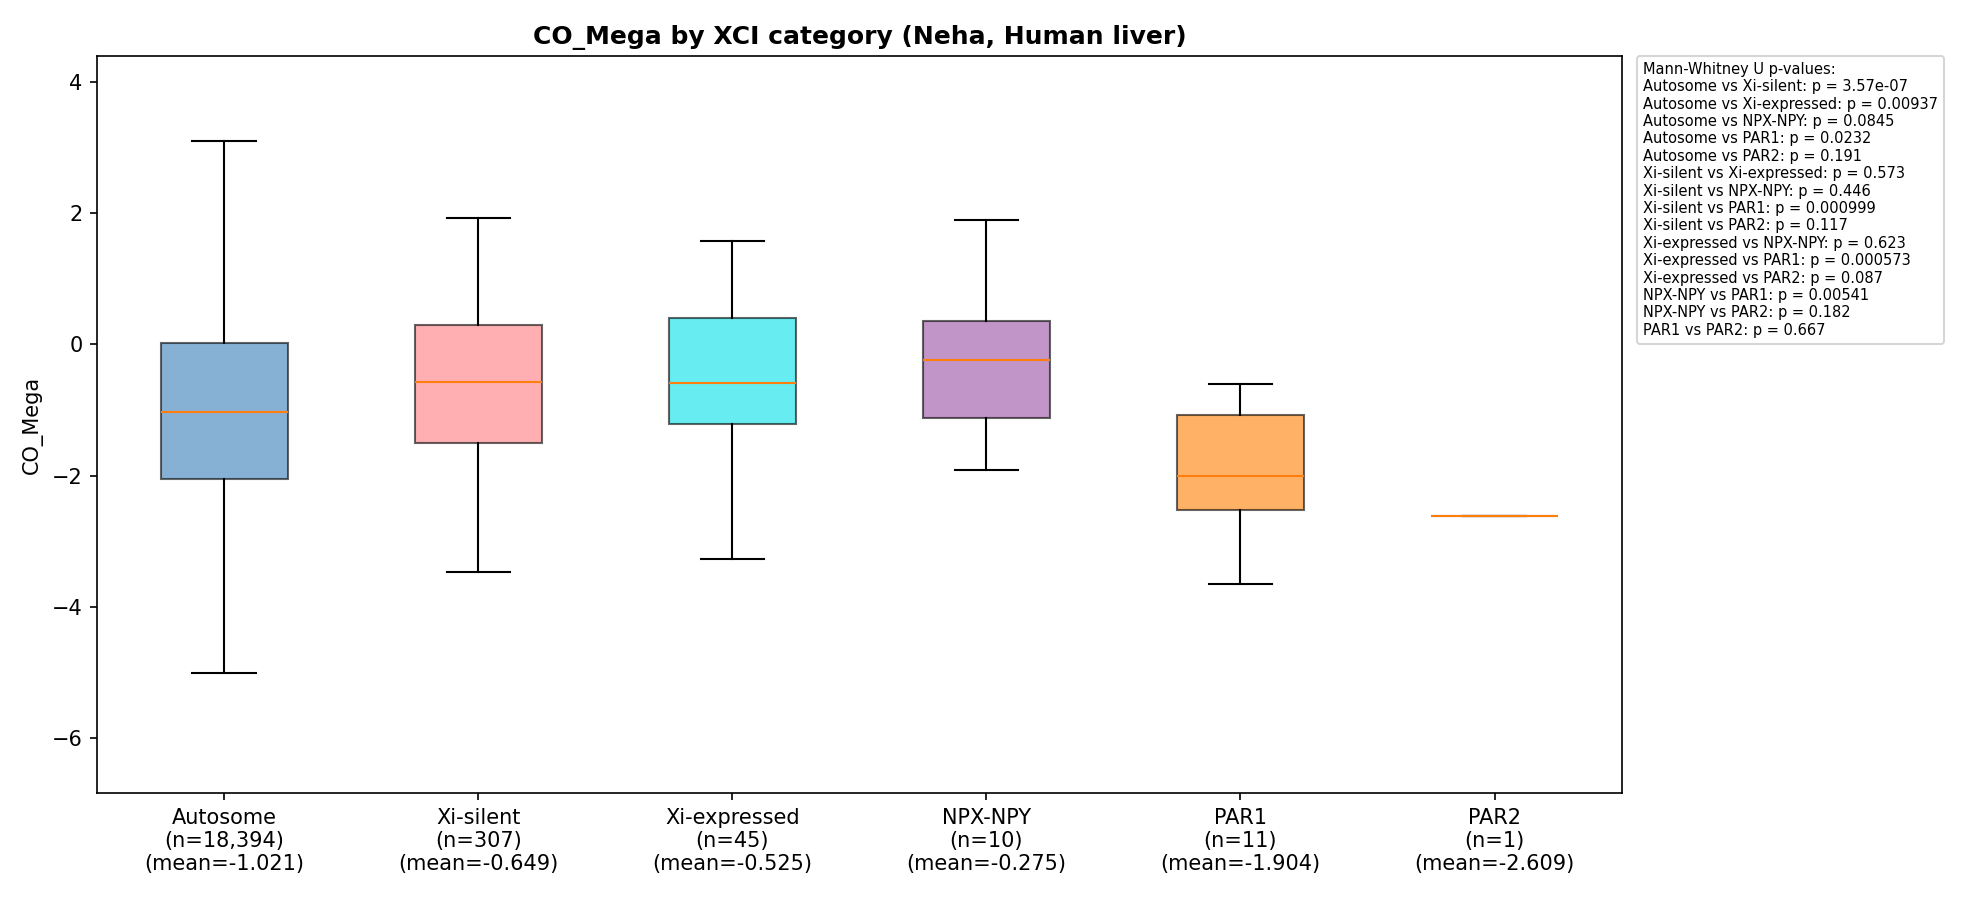 CO_Mega by XCI category (Neha, Human liver)
CO_Mega
4
2
0
−2
−4
−6
Autosome
(n=18,394)
(mean=-1.021)
Xi-silent
(n=307)
(mean=-0.649)
Xi-expressed
(n=45)
(mean=-0.525)
NPX-NPY
(n=10)
(mean=-0.275)
PAR1
(n=11)
(mean=-1.904)
PAR2
(n=1)
(mean=-2.609)
Mann-Whitney U p-values:
Autosome vs Xi-silent: p = 3.57e-07
Autosome vs Xi-expressed: p = 0.00937
Autosome vs NPX-NPY: p = 0.0845
Autosome vs PAR1: p = 0.0232
Autosome vs PAR2: p = 0.191
Xi-silent vs Xi-expressed: p = 0.573
Xi-silent vs NPX-NPY: p = 0.446
Xi-silent vs PAR1: p = 0.000999
Xi-silent vs PAR2: p = 0.117
Xi-expressed vs NPX-NPY: p = 0.623
Xi-expressed vs PAR1: p = 0.000573
Xi-expressed vs PAR2: p = 0.087
NPX-NPY vs PAR1: p = 0.00541
NPX-NPY vs PAR2: p = 0.182
PAR1 vs PAR2: p = 0.667